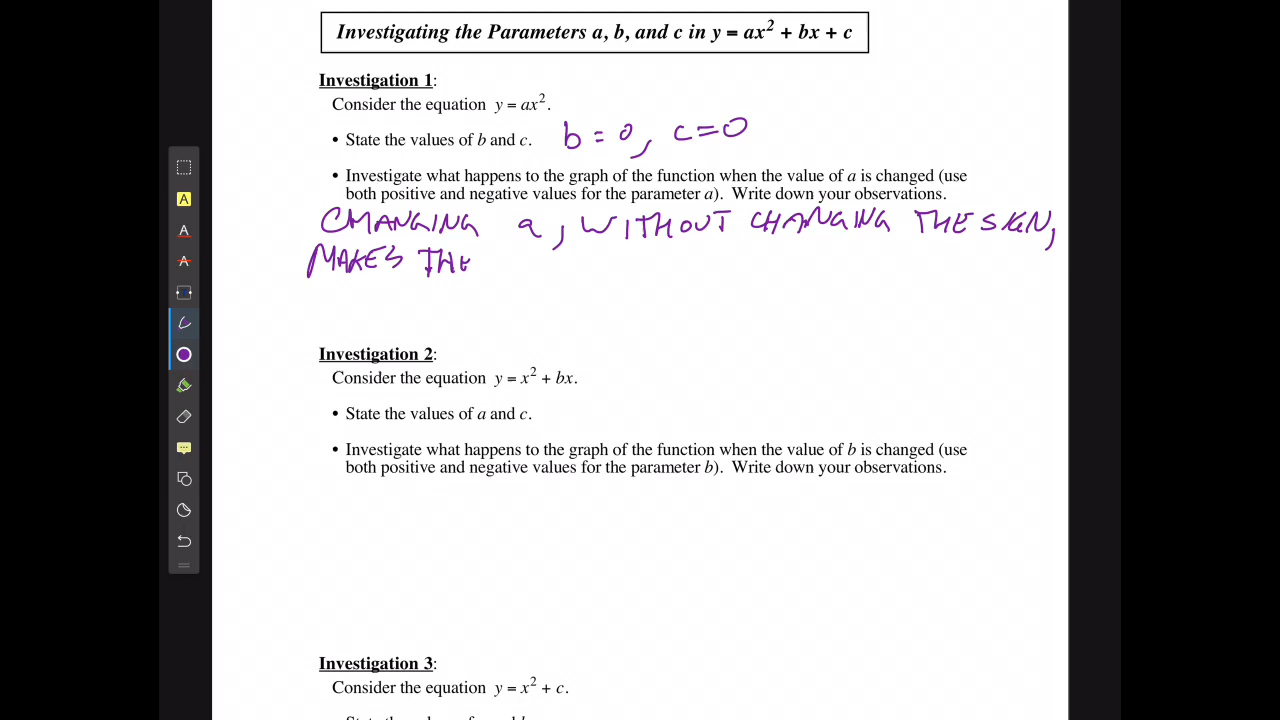 Investigating the Parameters a, b, and c in y = ax² + bx + c
Investigation 1:
Consider the equation y = ax².
• State the values of b and c. b = 0, c = 0
• Investigate what happens to the graph of the function when the value of a is changed (use
both positive and negative values for the parameter a). Write down your observations.
CHANGING a, WITHOUT CHANGING THE SIGN,
MAKES THE
Investigation 2:
Consider the equation y = x² + bx.
• State the values of a and c.
• Investigate what happens to the graph of the function when the value of b is changed (use
both positive and negative values for the parameter b). Write down your observations.
Investigation 3:
Consider the equation y = x² + c.